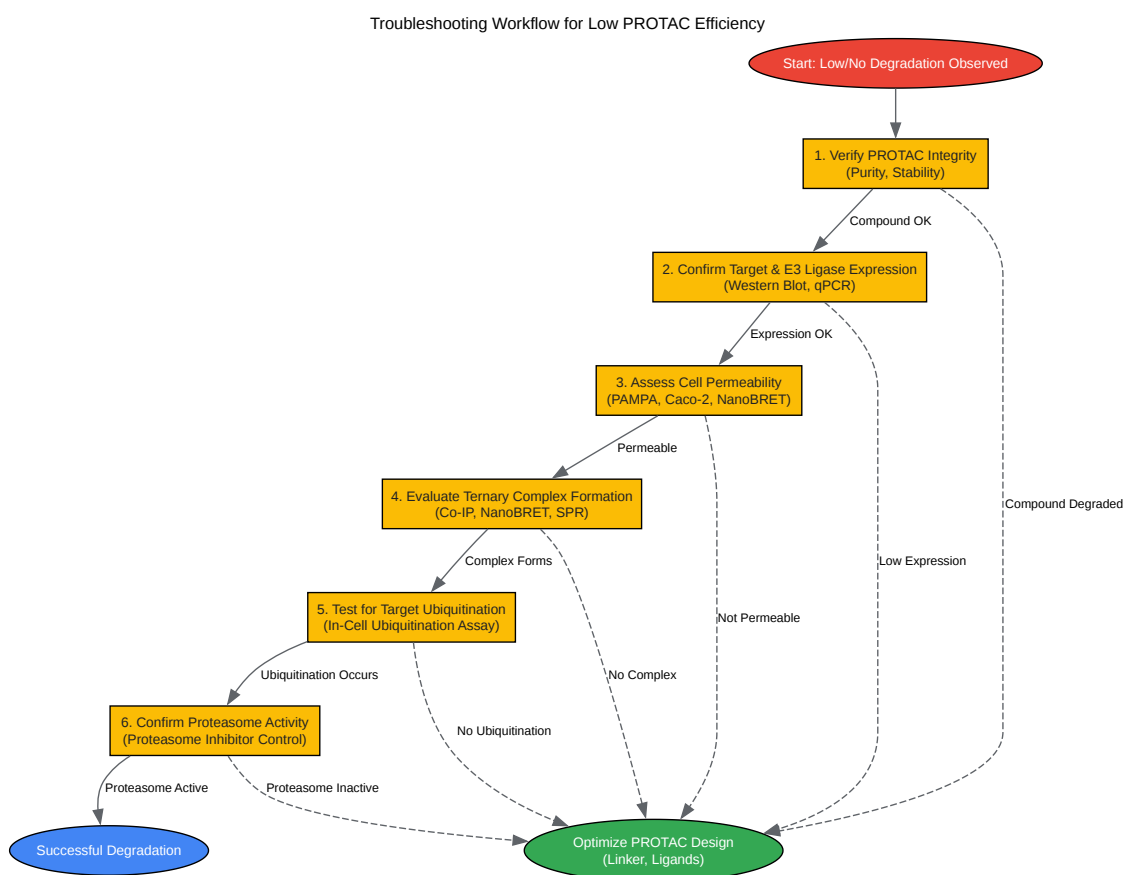 Troubleshooting Workflow for Low PROTAC Efficiency
Start: Low/No Degradation Observed
1. Verify PROTAC Integrity
(Purity, Stability)
Compound OK
2. Confirm Target & E3 Ligase Expression
(Western Blot, qPCR)
Expression OK
3. Assess Cell Permeability
(PAMPA, Caco-2, NanoBRET)
Permeable
4. Evaluate Ternary Complex Formation
(Co-IP, NanoBRET, SPR)
Compound Degraded
Complex Forms
Low Expression
5. Test for Target Ubiquitination
(In-Cell Ubiquitination Assay)
Not Permeable
Ubiquitination Occurs
No Complex
6. Confirm Proteasome Activity
(Proteasome Inhibitor Control)
No Ubiquitination
Proteasome Active
Proteasome Inactive
Successful Degradation
Optimize PROTAC Design
(Linker, Ligands)